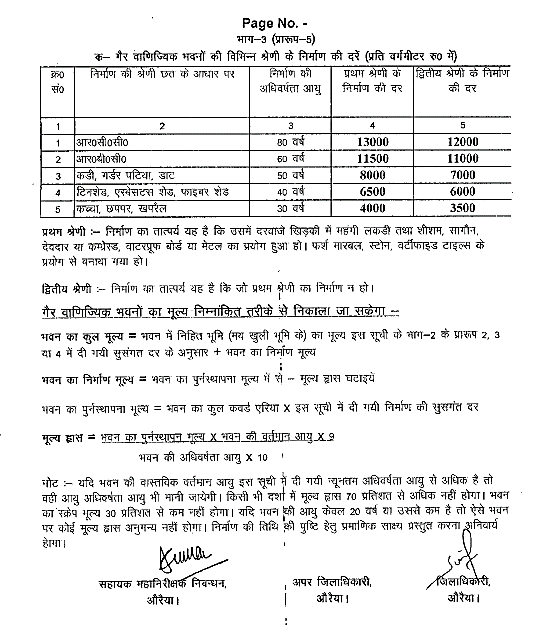 Page No. -
भाग-3 (प्रारूप-5)
क– गैर वाणिज्यिक भवनों की विभिन्न श्रेणी के निर्माण की दरें (प्रति वर्गमीटर रु0 में)
क्र0 सं0 निर्माण की श्रेणी छत के आधार पर निर्माण की अधिवर्षता आयु प्रथम श्रेणी के निर्माण की दर द्वितीय श्रेणी के निर्माण की दर
1 2 3 4 5
1 आर0सी0सी0 80 वर्ष 13000 12000
2 आर0बी0सी0 60 वर्ष 11500 11000
3 कडी, गर्डर पटिया, डाट 50 वर्ष 8000 7000
4 टिनशेड, एस्बेसटस शेड, फाइबर शेड 40 वर्ष 6500 6000
5 कच्चा, छपपर, खपरैल 30 वर्ष 4000 3500
प्रथम श्रेणी :– निर्माण का तात्पर्य यह है कि उसमें दरवाजे खिड़की में महंगी लकडी तथा शीशम, सागौन,
देवदार या कम्प्रेस्ड, वाटरप्रूफ बोर्ड या मेटल का प्रयोग हुआ हो। फर्श मारबल, स्टोन, वर्टीफाइड टाइल्स के
प्रयोग से बनाया गया हो।
द्वितीय श्रेणी :– निर्माण का तात्पर्य यह है कि जो प्रथम श्रेणी का निर्माण न हो।
गैर वाणिज्यिक भवनों का मूल्य निम्नांकित तरीके से निकाला जा सकेगा –
भवन का कुल मूल्य = भवन में निहित भूमि (मय खुली भूमि के) का मूल्य इस सूची के भाग-2 के प्रारूप 2, 3
या 4 में दी गयी सुसंगत दर के अनुसार + भवन का निर्माण मूल्य
भवन का निर्माण मूल्य = भवन का पुर्नस्थापना मूल्य में से – मूल्य ह्रास घटाइये
भवन का पुर्नस्थापना मूल्य = भवन का कुल कवर्ड एरिया X इस सूची में दी गयी निर्माण की सुसगंत दर
मूल्य ह्रास = भवन का पुर्नस्थापन मूल्य X भवन की वर्तमान आयु X 9
भवन की अधिवर्षता आयु X 10
नोट :– यदि भवन की वास्तविक वर्तमान आयु इस सूची में दी गयी न्यूनतम अधिवर्षता आयु से अधिक है तो
वही आयु अधिवर्षता आयु भी मानी जायेगी। किसी भी दशा में मूल्य ह्रास 70 प्रतिशत से अधिक नहीं होगा। भवन
का स्क्रेप मूल्य 30 प्रतिशत से कम नहीं होगा। यदि भवन की आयु केवल 20 वर्ष या उससे कम है तो ऐसे भवन
पर कोई मूल्य ह्रास अनुमन्य नहीं होगा। निर्माण की तिथि की पुष्टि हेतु प्रमाणिक साक्ष्य प्रस्तुत करना अनिवार्य
होगा।
सहायक महानिरीक्षक निबन्धन, अपर जिलाधिकारी, जिलाधिकारी,
औरैया। औरैया। औरैया।